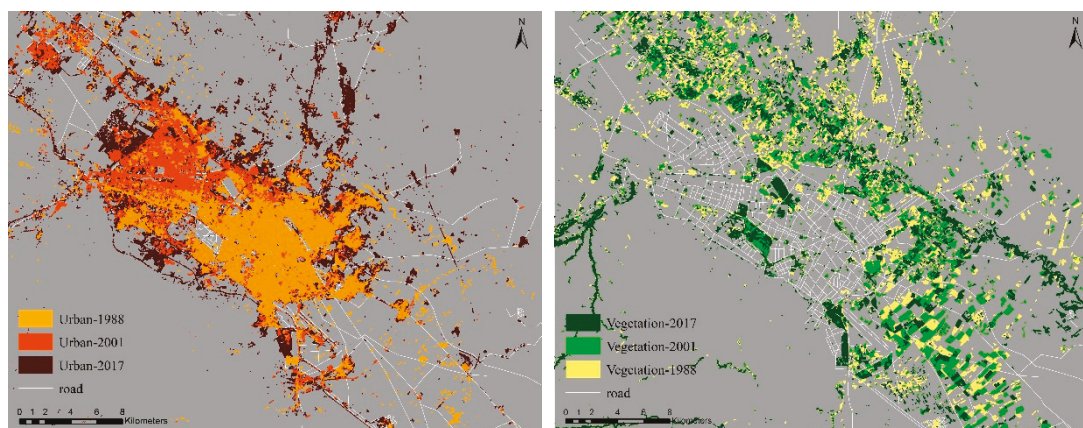 N
Urban-1988
Urban-2001
Urban-2017
road
0 1 2 4 6 8
Kilometers
N
Vegetation-2017
Vegetation-2001
Vegetation-1988
road
0 1 2 4 6 8
Kilometers